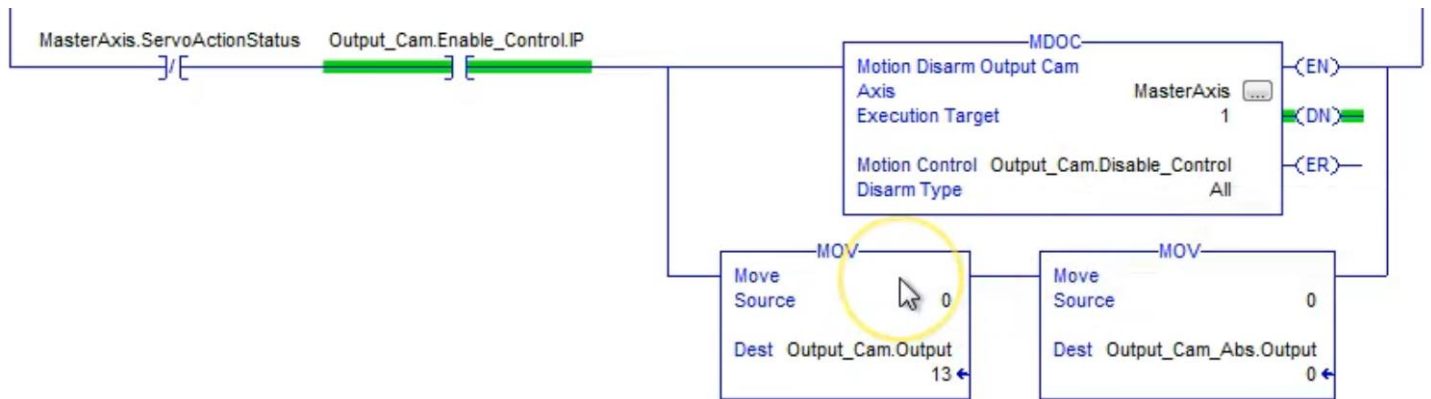 MasterAxis.ServoActionStatus
Output_Cam.Enable_Control.IP
MDOC
Motion Disarm Output Cam
Axis MasterAxis ...
Execution Target 1
Motion Control Output_Cam.Disable_Control
Disarm Type All
(EN)
(DN)
(ER)
MOV
Move
Source 0
Dest Output_Cam.Output
13
MOV
Move
Source 0
Dest Output_Cam_Abs.Output
0